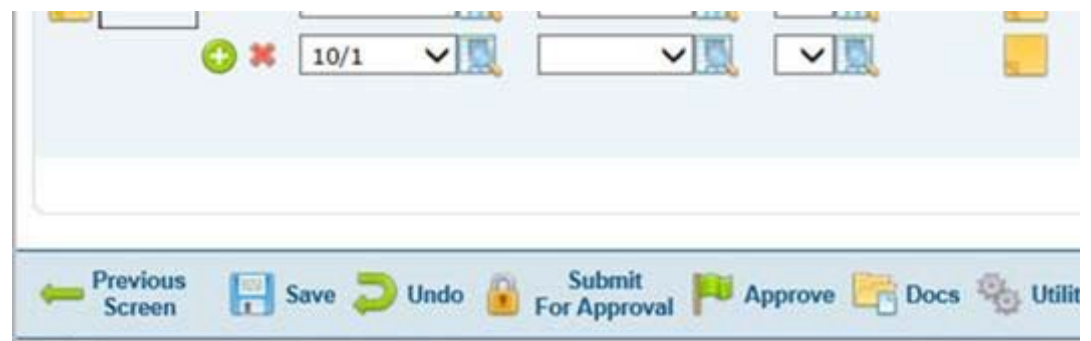 10/1
Previous Screen
Save
Undo
Submit For Approval
Approve
Docs